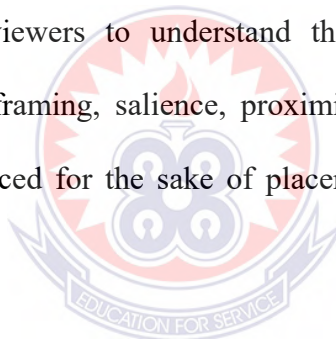 viewers to understand th
framing, salience, proximi
ced for the sake of placer
EDUCATION FOR SERVICE